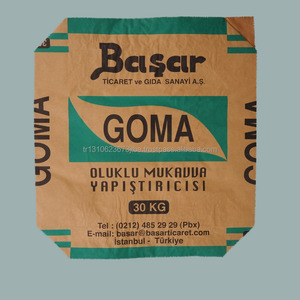 Başar
TİCARET ve GIDA SANAYİ A.Ş.
GOMA
GOMA
GOMA
OLUKLU MUKAVVA
YAPIŞTIRICISI
30 KG
Tel : (0212) 485 29 29 (Pbx)
E-mail: basar@basarticaret.com
İstanbul - Türkiye